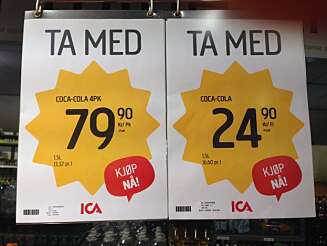 TA MED
COCA-COLA 4PK
79 90
Kr/ Pk
1.5L
KJØP
NÅ!
ICA
TA MED
COCA-COLA
24 90
Kr/ Fl
1.5L
KJØP
NÅ!
ICA